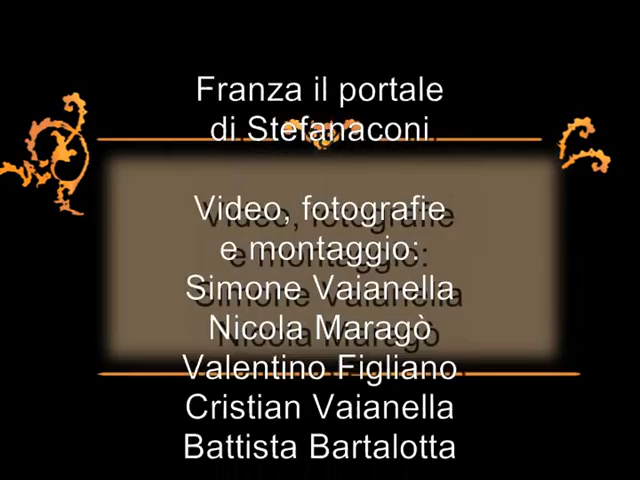 Franza il portale
di Stefanaconi
Video, fotografie
e montaggio:
Simone Vaianella
Nicola Maragò
Valentino Figliano
Cristian Vaianella
Battista Bartalotta